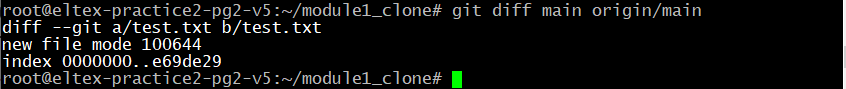 root@eltex-practice2-pg2-v5:~/module1_clone# git diff main origin/main
diff --git a/test.txt b/test.txt
new file mode 100644
index 0000000..e69de29
root@eltex-practice2-pg2-v5:~/module1_clone#